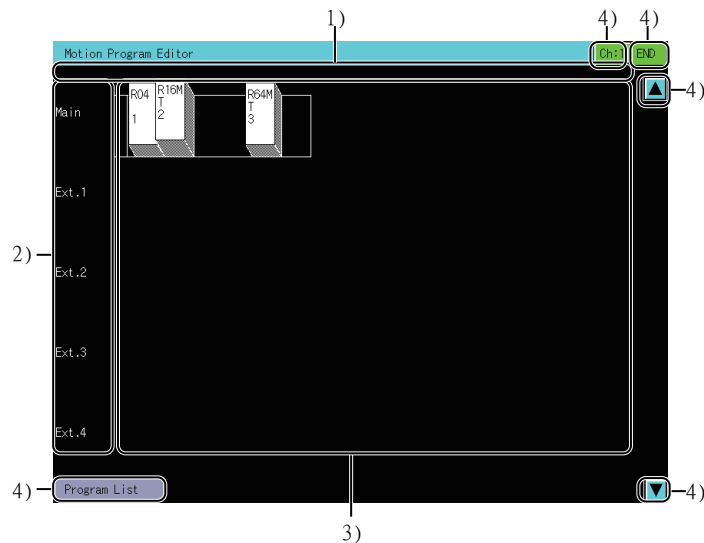 1)
4) 4)
Motion Program Editor Ch:1 END
4)
R04 R16M R64M
T T
1 2 3
Main
Ext.1
2)
Ext.2
Ext.3
Ext.4
4) Program List 4)
3)